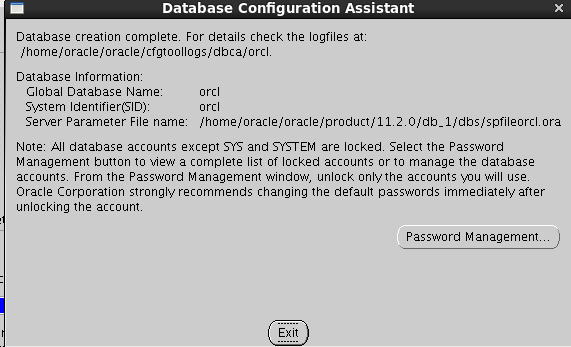 Database Configuration Assistant
Database creation complete. For details check the logfiles at:
/home/oracle/oracle/cfgtoollogs/dbca/orcl.
Database Information:
Global Database Name: orcl
System Identifier(SID): orcl
Server Parameter File name: /home/oracle/oracle/product/11.2.0/db_1/dbs/spfileorcl.ora
Note: All database accounts except SYS and SYSTEM are locked. Select the Password
Management button to view a complete list of locked accounts or to manage the database
accounts. From the Password Management window, unlock only the accounts you will use.
Oracle Corporation strongly recommends changing the default passwords immediately after
unlocking the account.
Password Management...
Exit